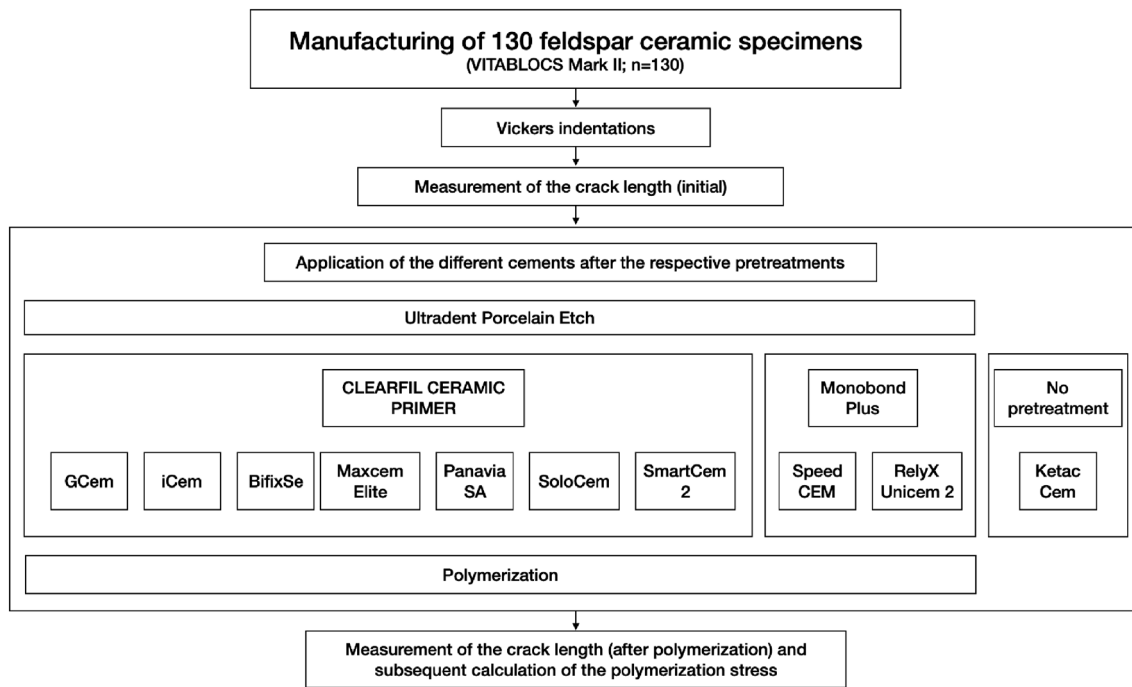 Manufacturing of 130 feldspar ceramic specimens
(VITABLOCS Mark II; n=130)
Vickers indentations
Measurement of the crack length (initial)
Application of the different cements after the respective pretreatments
Ultradent Porcelain Etch
CLEARFIL CERAMIC
PRIMER
Monobond
Plus
No
pretreatment
GCem
iCem
BifixSe
Maxcem
Elite
Panavia
SA
SoloCem
SmartCem
2
Speed
CEM
RelyX
Unicem 2
Ketac
Cem
Polymerization
Measurement of the crack length (after polymerization) and
subsequent calculation of the polymerization stress